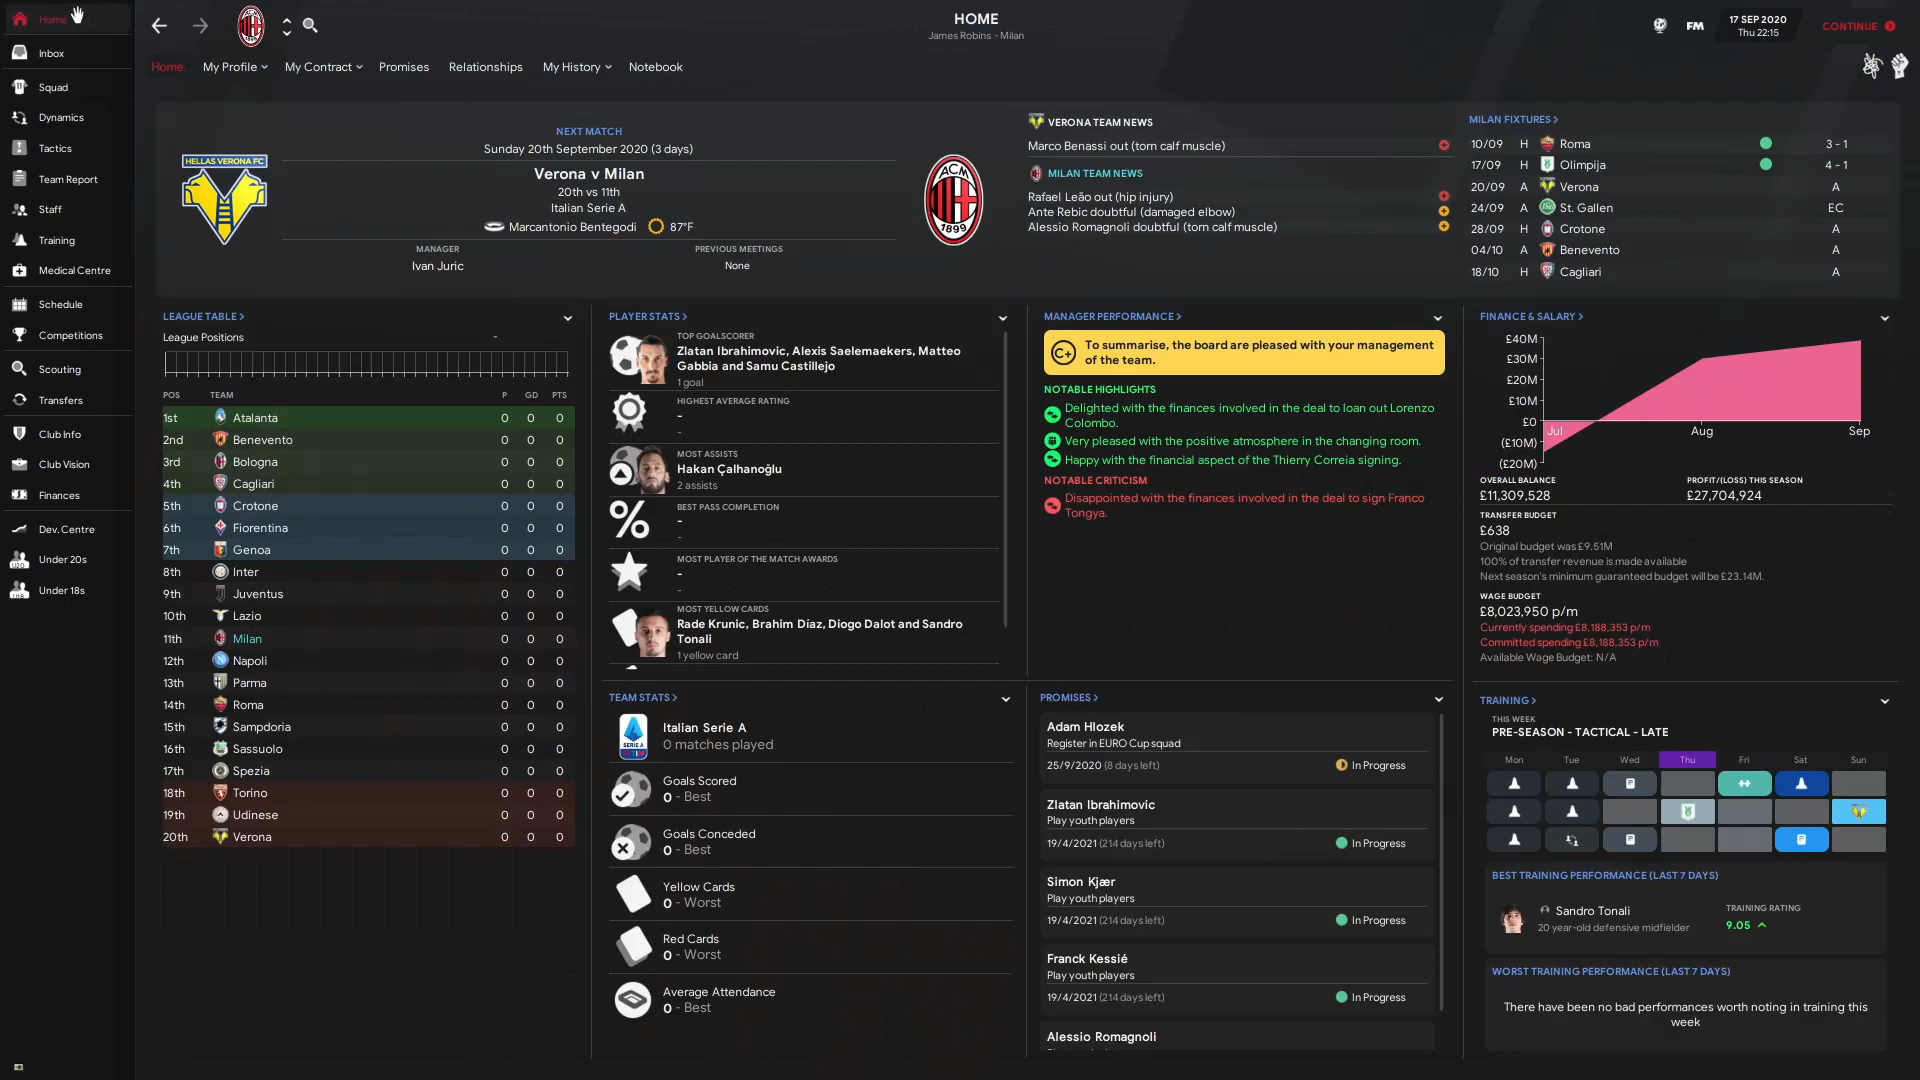 Home
Inbox
Squad
Dynamics
Tactics
Team Report
Staff
Training
Medical Centre
Schedule
Competitions
Scouting
Transfers
Club Info
Club Vision
Finances
Dev. Centre
Under 20s
Under 18s
HOME
James Robins - Milan
FM
17 SEP 2020
Thu 22:15
CONTINUE
Home
My Profile
My Contract
Promises
Relationships
My History
Notebook
HELLAS VERONA FC
NEXT MATCH
Sunday 20th September 2020 (3 days)
Verona v Milan
20th vs 11th
Italian Serie A
Marcantonio Bentegodi 87°F
MANAGER
Ivan Juric
PREVIOUS MEETINGS
None
ACM
1899
VERONA TEAM NEWS
Marco Benassi out (torn calf muscle)
MILAN TEAM NEWS
Rafael Leão out (hip injury)
Ante Rebic doubtful (damaged elbow)
Alessio Romagnoli doubtful (torn calf muscle)
MILAN FIXTURES >
10/09 H Roma 3 - 1
17/09 H Olimpija 4 - 1
20/09 A Verona A
24/09 A St. Gallen EC
28/09 H Crotone A
04/10 A Benevento A
18/10 H Cagliari A
LEAGUE TABLE >
League Positions -
POS TEAM P GD PTS
1st Atalanta 0 0 0
2nd Benevento 0 0 0
3rd Bologna 0 0 0
4th Cagliari 0 0 0
5th Crotone 0 0 0
6th Fiorentina 0 0 0
7th Genoa 0 0 0
8th Inter 0 0 0
9th Juventus 0 0 0
10th Lazio 0 0 0
11th Milan 0 0 0
12th Napoli 0 0 0
13th Parma 0 0 0
14th Roma 0 0 0
15th Sampdoria 0 0 0
16th Sassuolo 0 0 0
17th Spezia 0 0 0
18th Torino 0 0 0
19th Udinese 0 0 0
20th Verona 0 0 0
PLAYER STATS >
TOP GOALSCORER
Zlatan Ibrahimovic, Alexis Saelemaekers, Matteo
Gabbia and Samu Castillejo
1 goal
HIGHEST AVERAGE RATING
-
-
MOST ASSISTS
Hakan Çalhanoğlu
2 assists
BEST PASS COMPLETION
-
-
MOST PLAYER OF THE MATCH AWARDS
-
-
MOST YELLOW CARDS
Rade Krunic, Brahim Díaz, Diogo Dalot and Sandro
Tonali
1 yellow card
TEAM STATS >
SERIE A
Italian Serie A
0 matches played
Goals Scored
0 - Best
Goals Conceded
0 - Best
Yellow Cards
0 - Worst
Red Cards
0 - Worst
Average Attendance
0 - Best
MANAGER PERFORMANCE >
C+
To summarise, the board are pleased with your management
of the team.
NOTABLE HIGHLIGHTS
Delighted with the finances involved in the deal to loan out Lorenzo
Colombo.
Very pleased with the positive atmosphere in the changing room.
Happy with the financial aspect of the Thierry Correia signing.
NOTABLE CRITICISM
Disappointed with the finances involved in the deal to sign Franco
Tongya.
PROMISES >
Adam Hlozek
Register in EURO Cup squad
25/9/2020 (8 days left) In Progress
Zlatan Ibrahimovic
Play youth players
19/4/2021 (214 days left) In Progress
Simon Kjær
Play youth players
19/4/2021 (214 days left) In Progress
Franck Kessié
Play youth players
19/4/2021 (214 days left) In Progress
Alessio Romagnoli
FINANCE & SALARY >
£40M
£30M
£20M
£10M
£0
(£10M)
(£20M)
Jul Aug Sep
OVERALL BALANCE
£11,309,528
PROFIT/(LOSS) THIS SEASON
£27,704,924
TRANSFER BUDGET
£638
Original budget was £9.51M
100% of transfer revenue is made available
Next season's minimum guaranteed budget will be £23.14M.
WAGE BUDGET
£8,023,950 p/m
Currently spending £8,188,353 p/m
Committed spending £8,188,353 p/m
Available Wage Budget: N/A
TRAINING >
THIS WEEK
PRE-SEASON - TACTICAL - LATE
Mon Tue Wed Thu Fri Sat Sun
BEST TRAINING PERFORMANCE (LAST 7 DAYS)
Sandro Tonali
20 year-old defensive midfielder
TRAINING RATING
9.05
WORST TRAINING PERFORMANCE (LAST 7 DAYS)
There have been no bad performances worth noting in training this
week